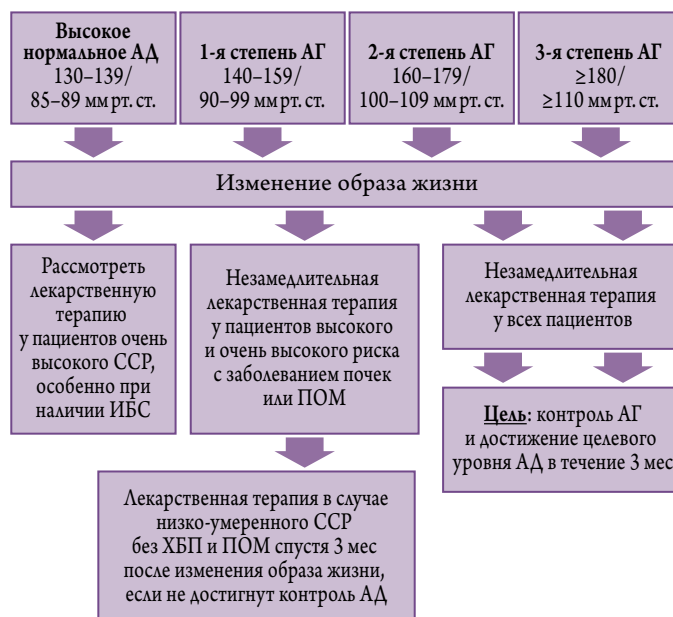 Высокое
нормальное АД
130–139/
85–89 мм рт. ст.
1-я степень АГ
140–159/
90–99 мм рт. ст.
2-я степень АГ
160–179/
100–109 мм рт. ст.
3-я степень АГ
≥180/
≥110 мм рт. ст.
Изменение образа жизни
Рассмотреть
лекарственную
терапию
у пациентов очень
высокого ССР,
особенно при
наличии ИБС
Незамедлительная
лекарственная терапия
у пациентов высокого
и очень высокого риска
с заболеванием почек
или ПОМ
Незамедлительная
лекарственная терапия
у всех пациентов
Цель: контроль АГ
и достижение целевого
уровня АД в течение 3 мес
Лекарственная терапия в случае
низко-умеренного ССР
без ХБП и ПОМ спустя 3 мес
после изменения образа жизни,
если не достигнут контроль АД